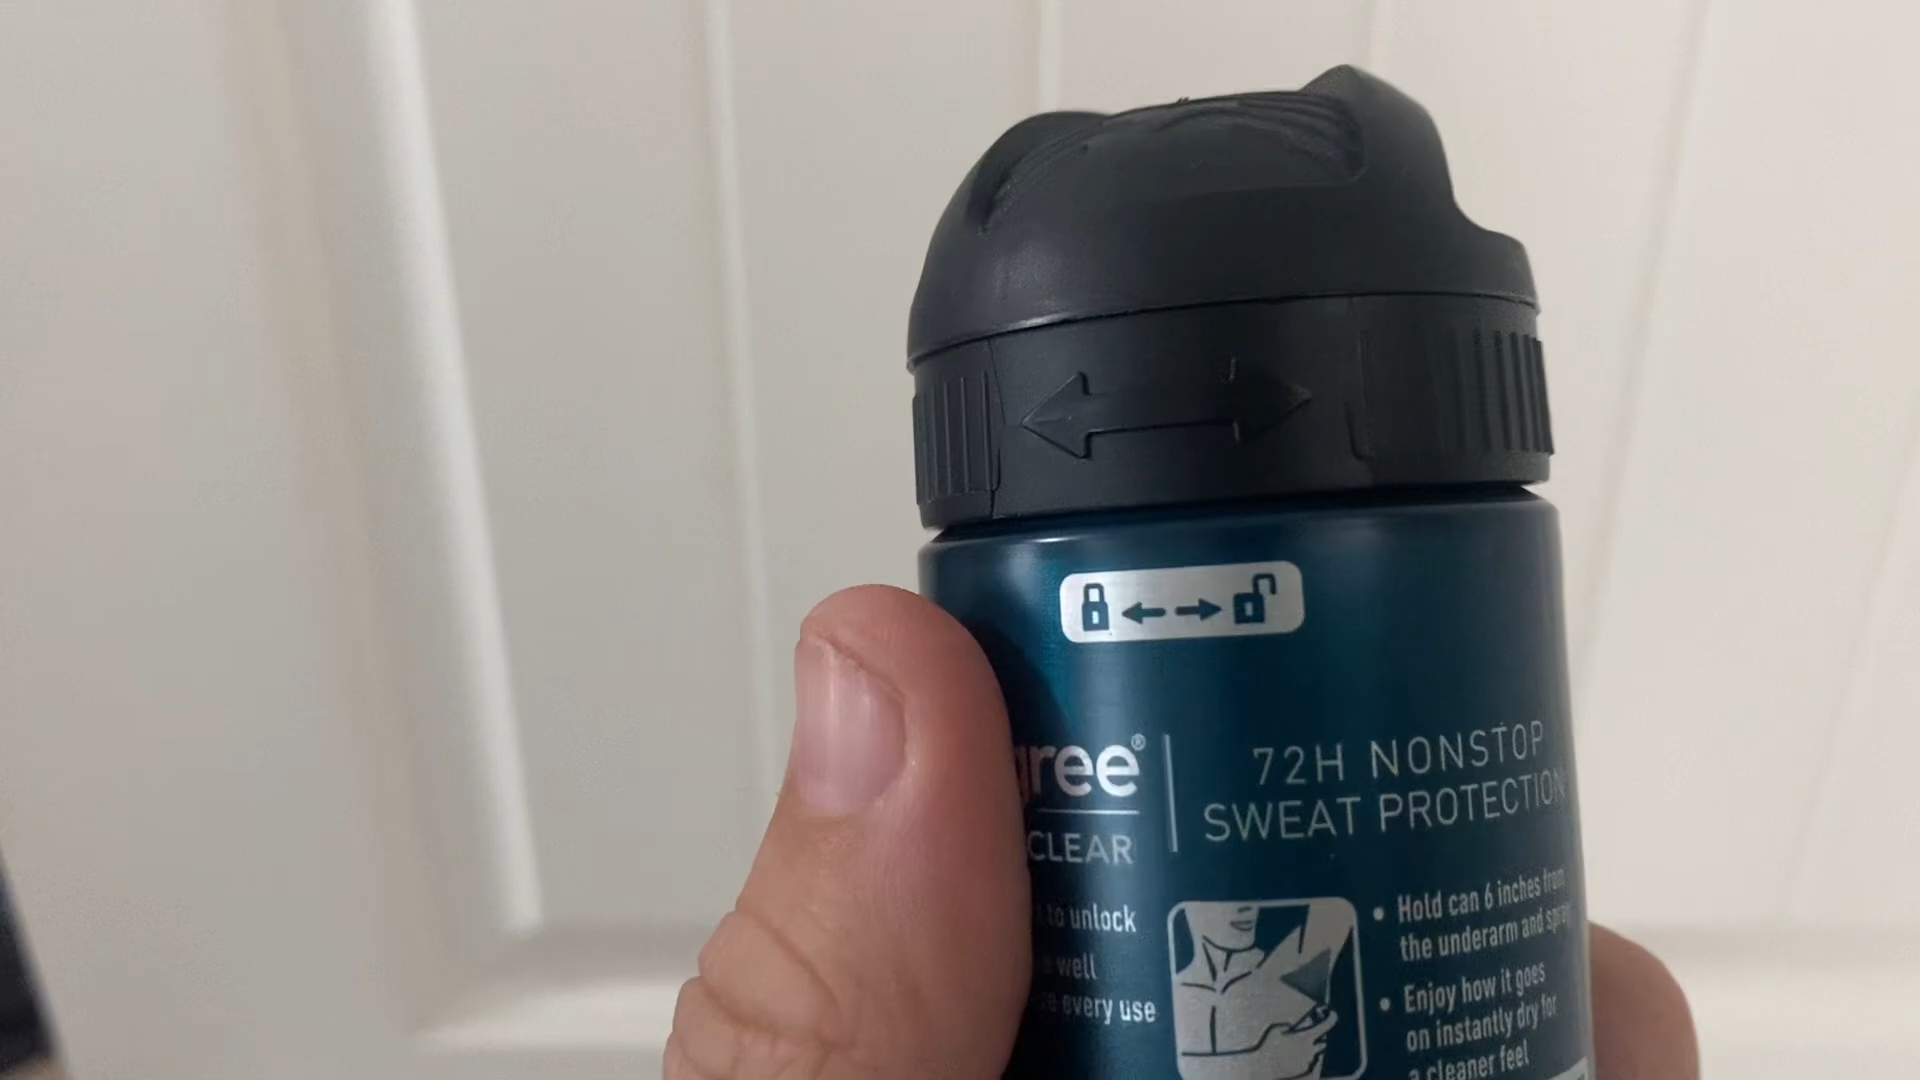 ree®
CLEAR
to unlock
well
every use
72H NONSTOP
SWEAT PROTECTION
• Hold can 6 inches from
the underarm and spray
• Enjoy how it goes
on instantly dry for
a cleaner feel